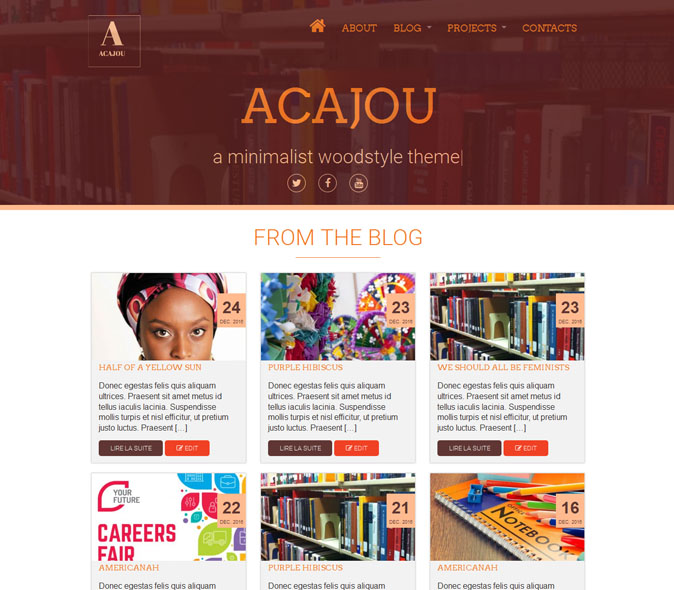 A
ACAJOU
ABOUT BLOG PROJECTS CONTACTS
ACAJOU
a minimalist woodstyle theme|
FROM THE BLOG
24
DEC. 2016
HALF OF A YELLOW SUN
Donec egestas felis quis aliquam
ultrices. Praesent sit amet metus id
tellus iaculis lacinia. Suspendisse
mollis turpis et nisl efficitur, ut pretium
justo luctus. Praesent […]
LIRE LA SUITE EDIT
23
DEC. 2016
PURPLE HIBISCUS
Donec egestas felis quis aliquam
ultrices. Praesent sit amet metus id
tellus iaculis lacinia. Suspendisse
mollis turpis et nisl efficitur, ut pretium
justo luctus. Praesent […]
LIRE LA SUITE EDIT
23
DEC. 2016
WE SHOULD ALL BE FEMINISTS
Donec egestas felis quis aliquam
ultrices. Praesent sit amet metus id
tellus iaculis lacinia. Suspendisse
mollis turpis et nisl efficitur, ut pretium
justo luctus. Praesent […]
LIRE LA SUITE EDIT
YOUR
FUTURE
CAREERS
FAIR
22
DEC. 2016
AMERICANAH
Donec egestas felis quis aliquam
21
DEC. 2016
PURPLE HIBISCUS
Donec egestas felis quis aliquam
NOTEBOOK
16
DEC. 2016
AMERICANAH
Donec egestas felis quis aliquam